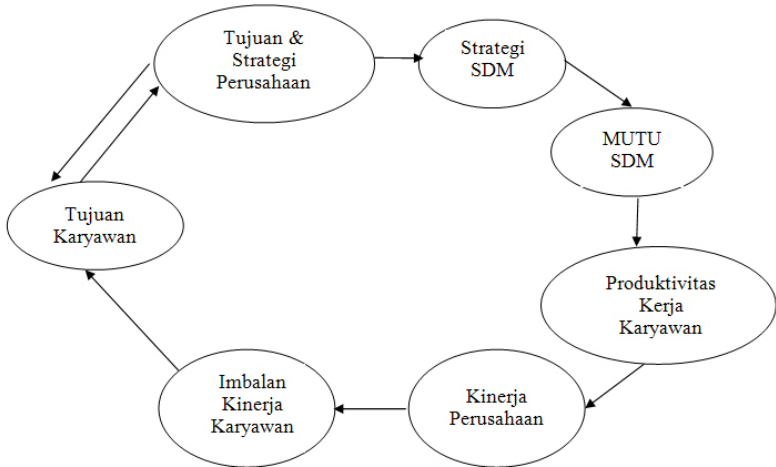 Tujuan &
Strategi
Perusahaan
Strategi
SDM
MUTU
SDM
Produktivitas
Kerja
Karyawan
Kinerja
Perusahaan
Imbalan
Kinerja
Karyawan
Tujuan
Karyawan